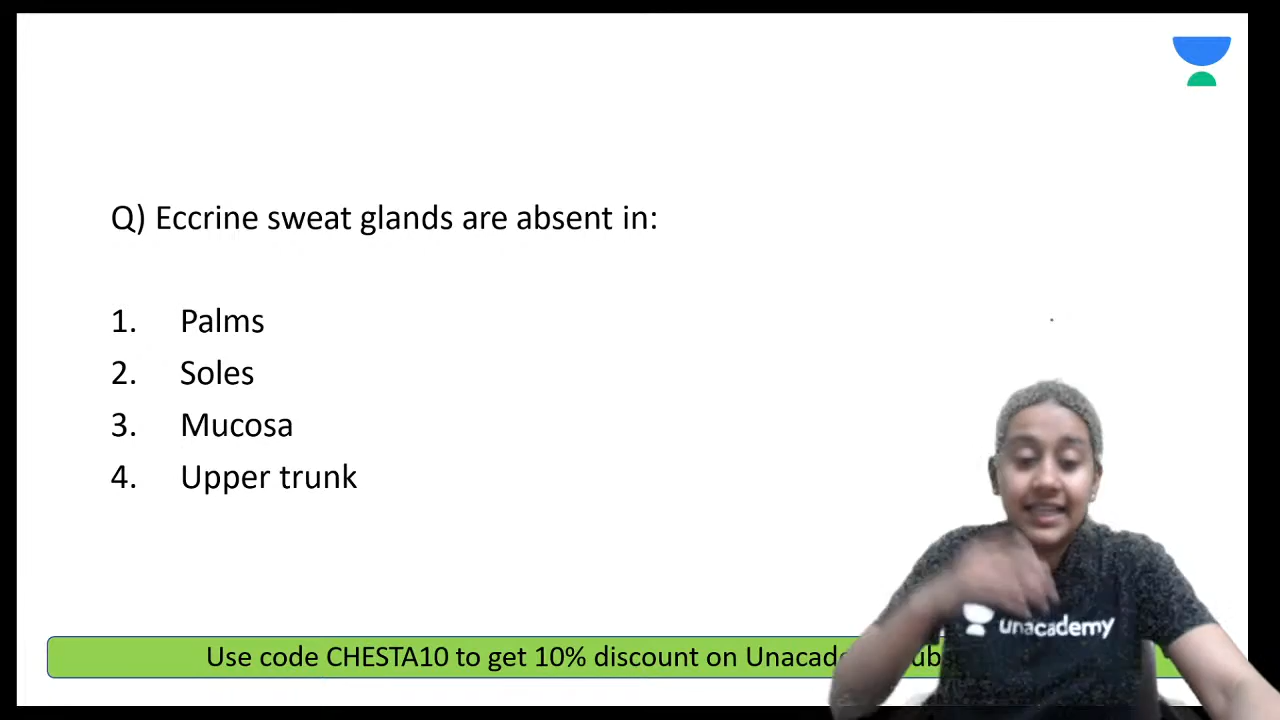 Q) Eccrine sweat glands are absent in:
1. Palms
2. Soles
3. Mucosa
4. Upper trunk
unacademy
Use code CHESTA10 to get 10% discount on